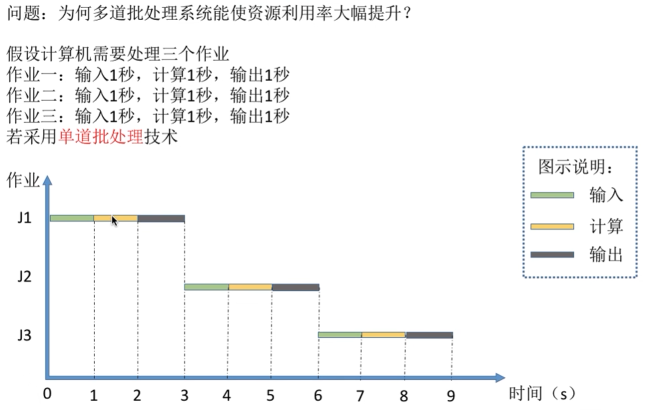 问题：为何多道批处理系统能使资源利用率大幅提升？
假设计算机需要处理三个作业
作业一：输入1秒，计算1秒，输出1秒
作业二：输入1秒，计算1秒，输出1秒
作业三：输入1秒，计算1秒，输出1秒
若采用单道批处理技术
图示说明：
输入
计算
输出
作业
J1
J2
J3
0 1 2 3 4 5 6 7 8 9 时间（s）